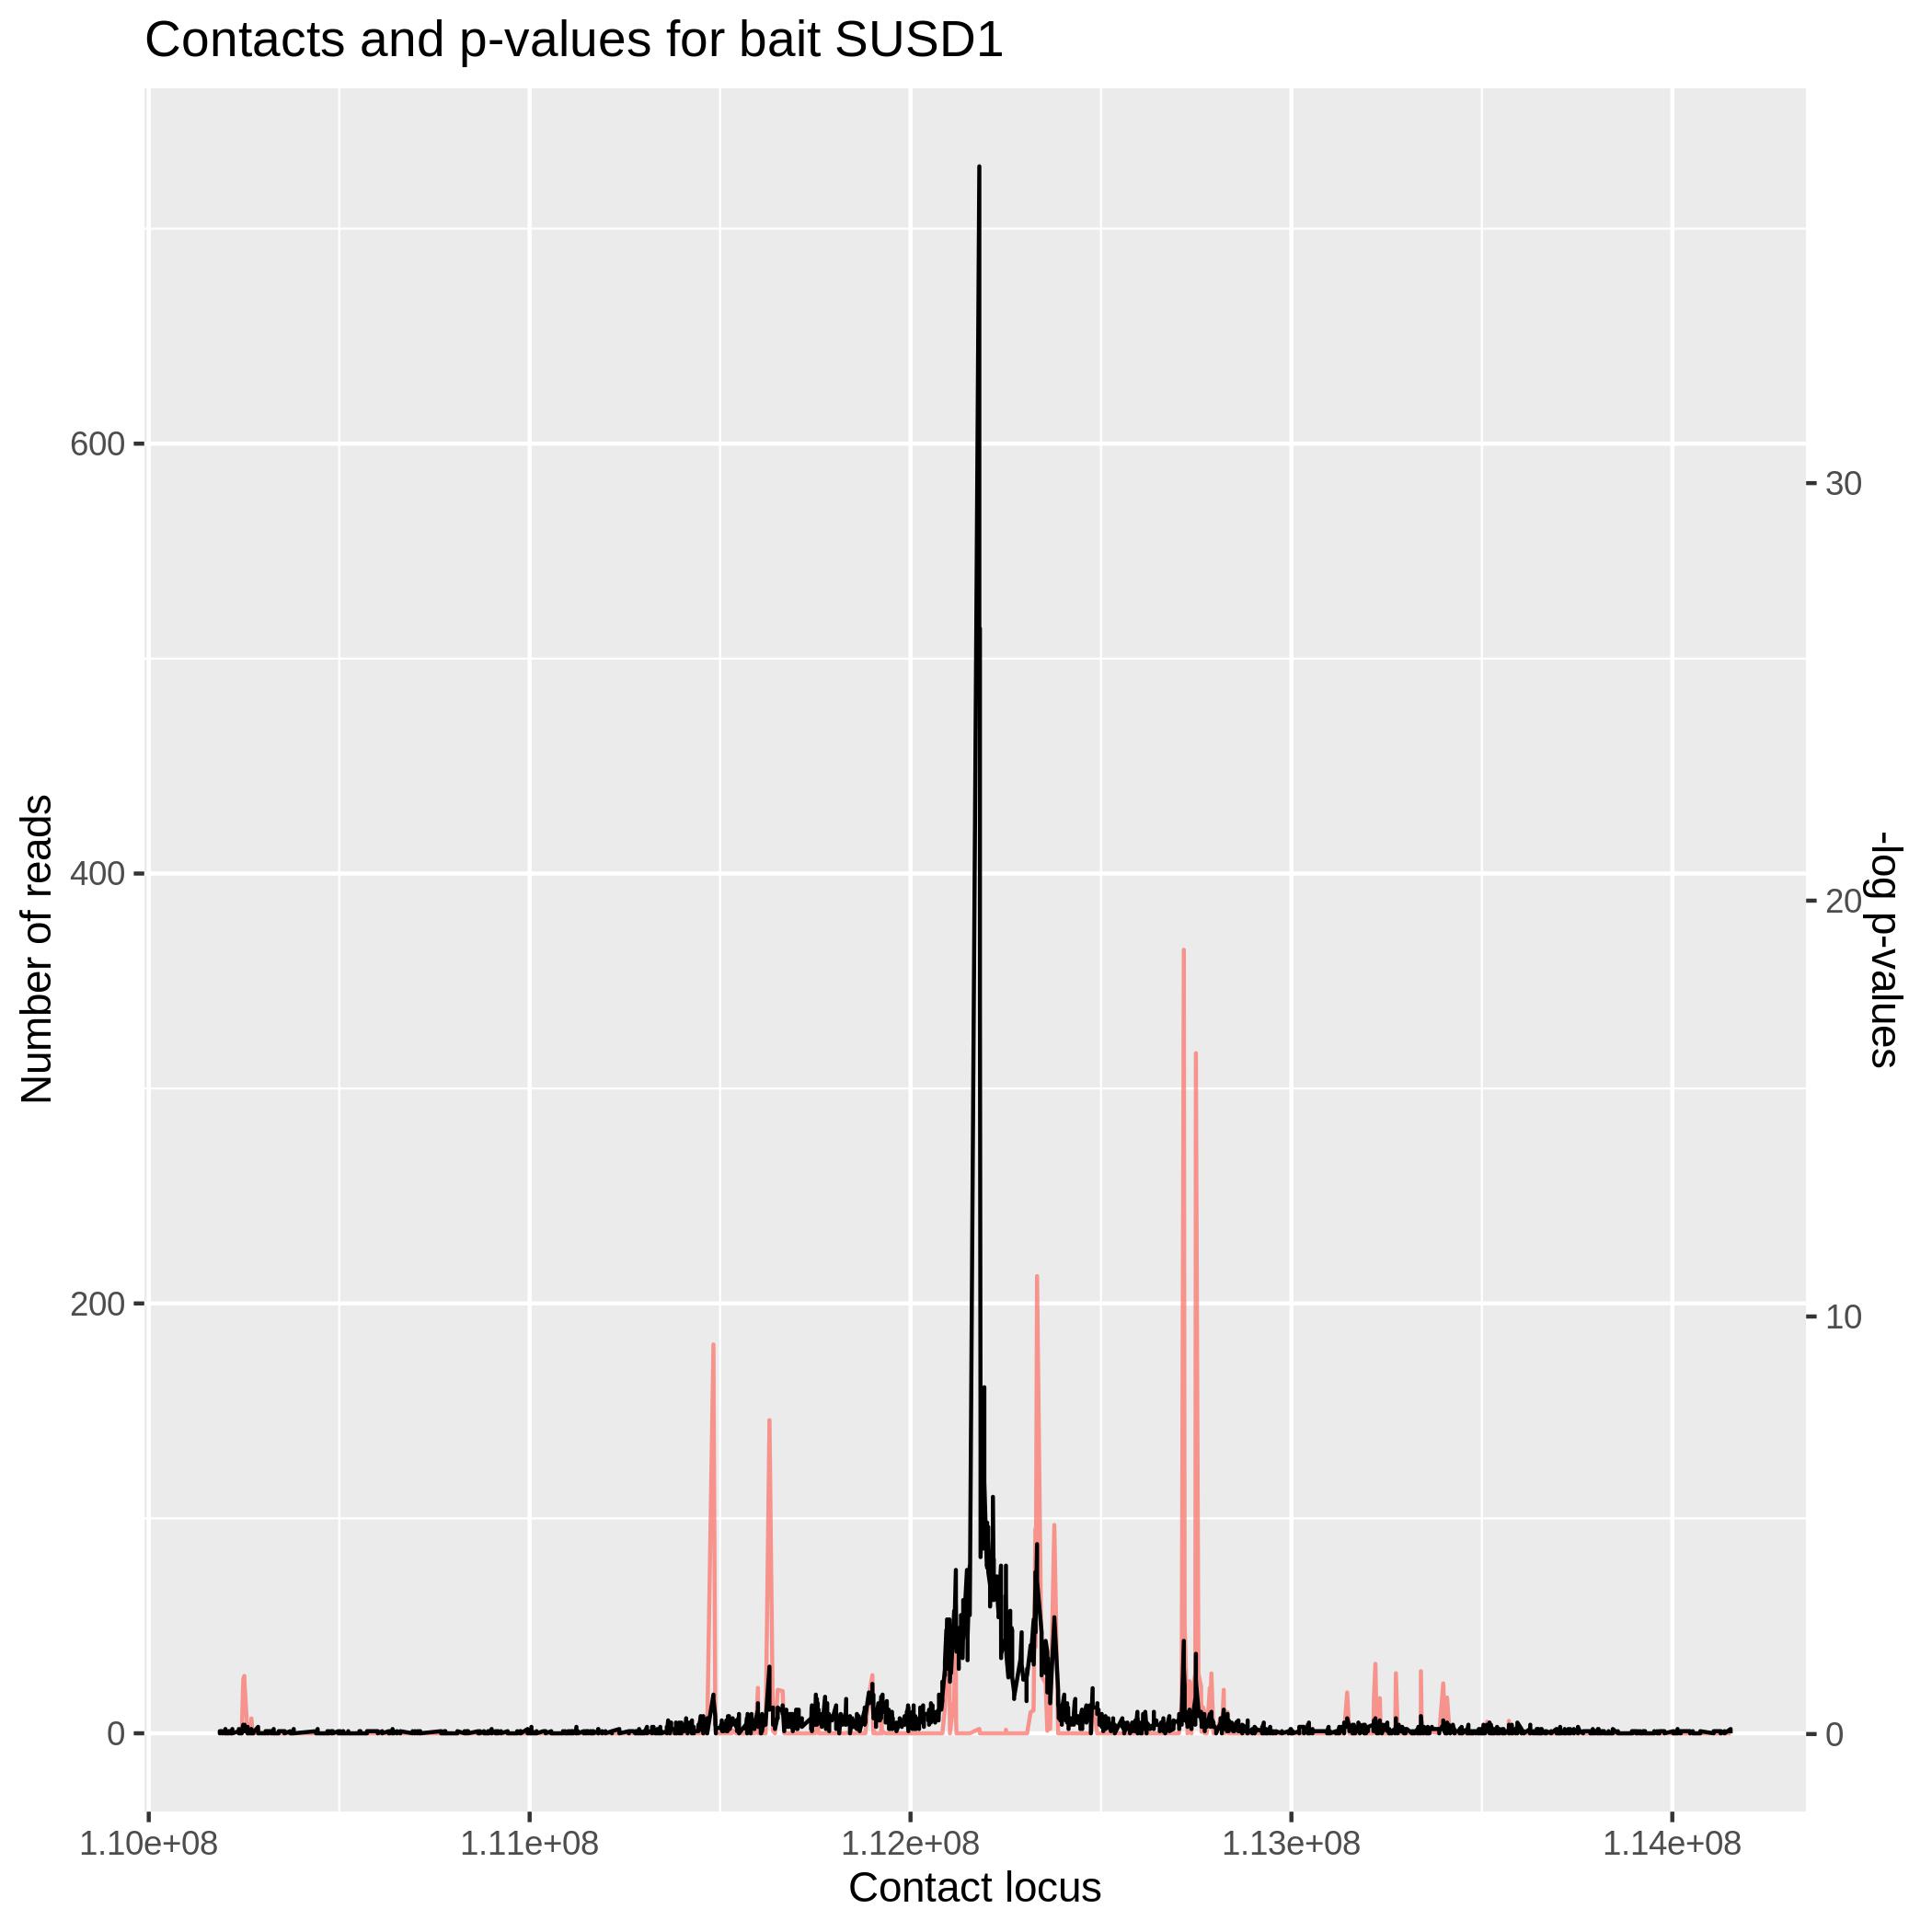 Contacts and p-values for bait SUSD1
Number of reads
600
400
200
0
30
20
10
0
-log p-values
1.10e+08
1.11e+08
1.12e+08
1.13e+08
1.14e+08
Contact locus